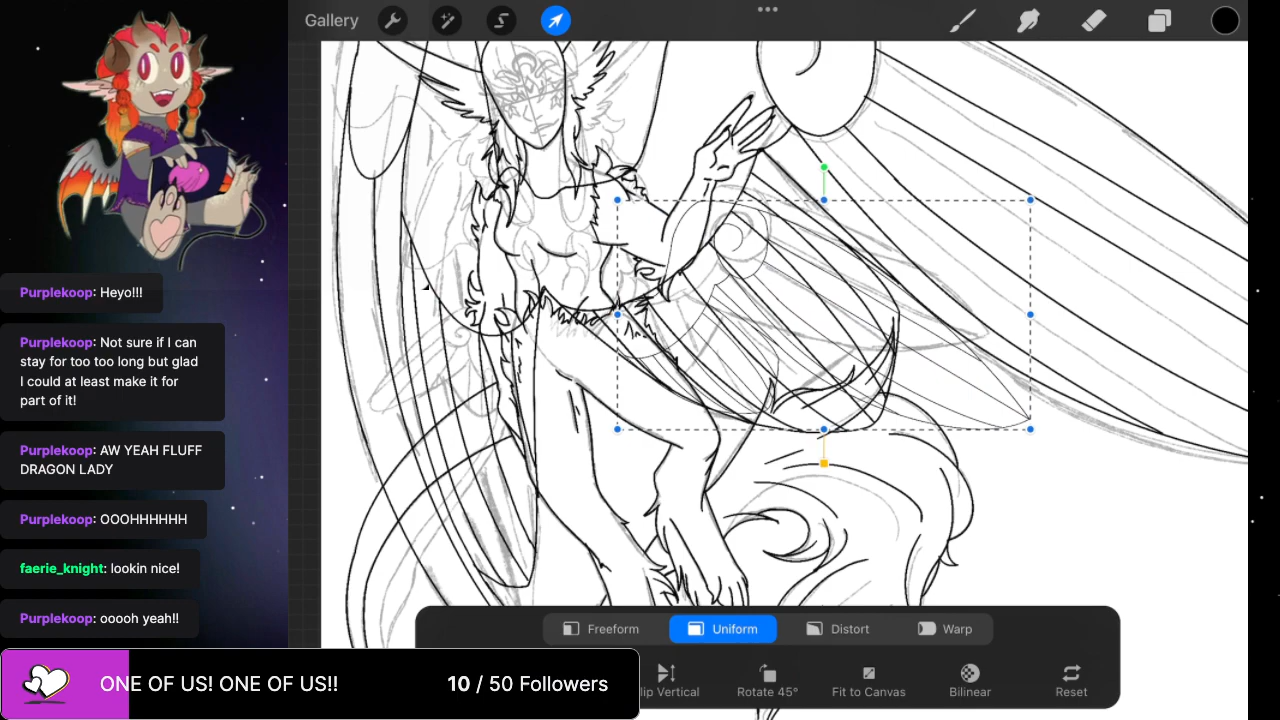 Gallery
Purplekoop: Heyo!!!
Purplekoop: Not sure if I can
stay for too too long but glad
I could at least make it for
part of it!
Purplekoop: AW YEAH FLUFF
DRAGON LADY
Purplekoop: OOOHHHHHH
faerie_knight: lookin nice!
Purplekoop: ooooh yeah!!
Freeform Uniform Distort Warp
lip Vertical Rotate 45° Fit to Canvas Bilinear Reset
ONE OF US! ONE OF US!! 10 / 50 Followers